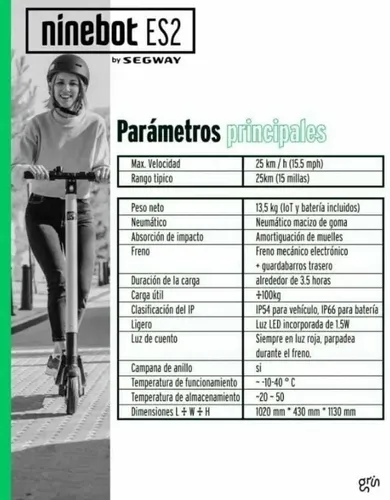 ninebot ES2
by SEGWAY
Parámetros principales
Max. Velocidad 25 km / h (15.5 mph)
Rango típico 25km (15 millas)
Peso neto 13,5 kg (IoT y batería incluidos)
Neumático Neumático macizo de goma
Absorción de impacto Amortiguación de muelles
Freno Freno mecánico electrónico
+ guardabarros trasero
Duración de la carga alrededor de 3.5 horas
Carga útil ÷100kg
Clasificación del IP IP54 para vehículo, IP66 para batería
Ligero Luz LED incorporada de 1.5W
Luz de cuento Siempre en luz roja, parpadea
durante el freno.
Campana de anillo si
Temperatura de funcionamiento ~ -10-40 ° C
Temperatura de almacenamiento -20 ~ 50
Dimensiones L ÷ W ÷ H 1020 mm * 430 mm * 1130 mm
grin